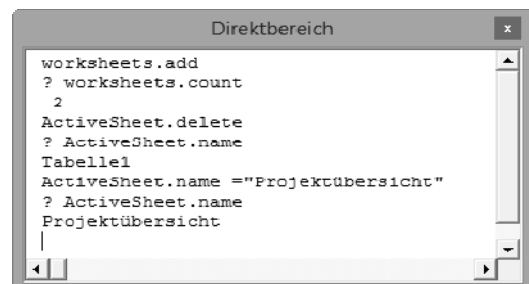 Direktbereich
worksheets.add
? worksheets.count
2
ActiveSheet.delete
? ActiveSheet.name
Tabelle1
ActiveSheet.name ="Projektübersicht"
? ActiveSheet.name
Projektübersicht